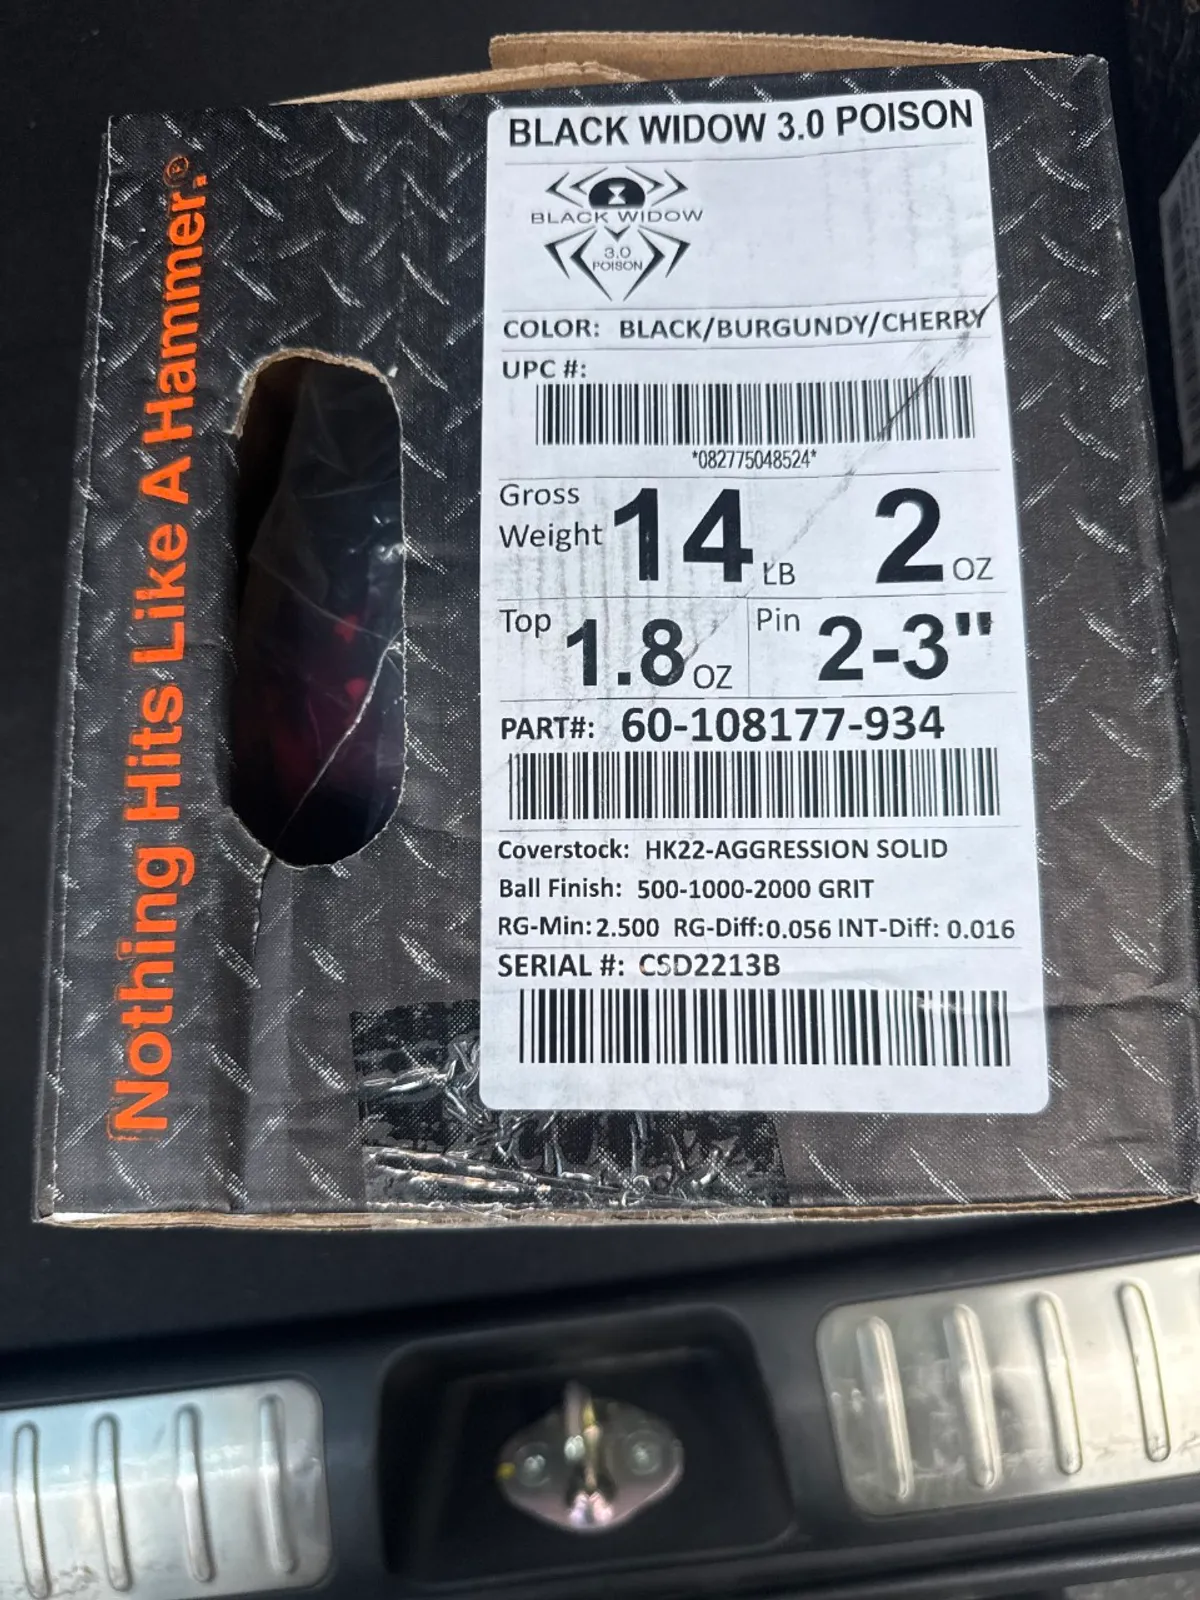 Nothing Hits Like A Hammer.®
BLACK WIDOW 3.0 POISON
BLACK WIDOW
3.0
POISON
COLOR: BLACK/BURGUNDY/CHERRY
UPC #:
*082775048524*
Gross
Weight 14 LB 2 OZ
Top 1.8 OZ Pin 2-3"
PART#: 60-108177-934
Coverstock: HK22-AGGRESSION SOLID
Ball Finish: 500-1000-2000 GRIT
RG-Min: 2.500 RG-Diff:0.056 INT-Diff: 0.016
SERIAL #: CSD2213B